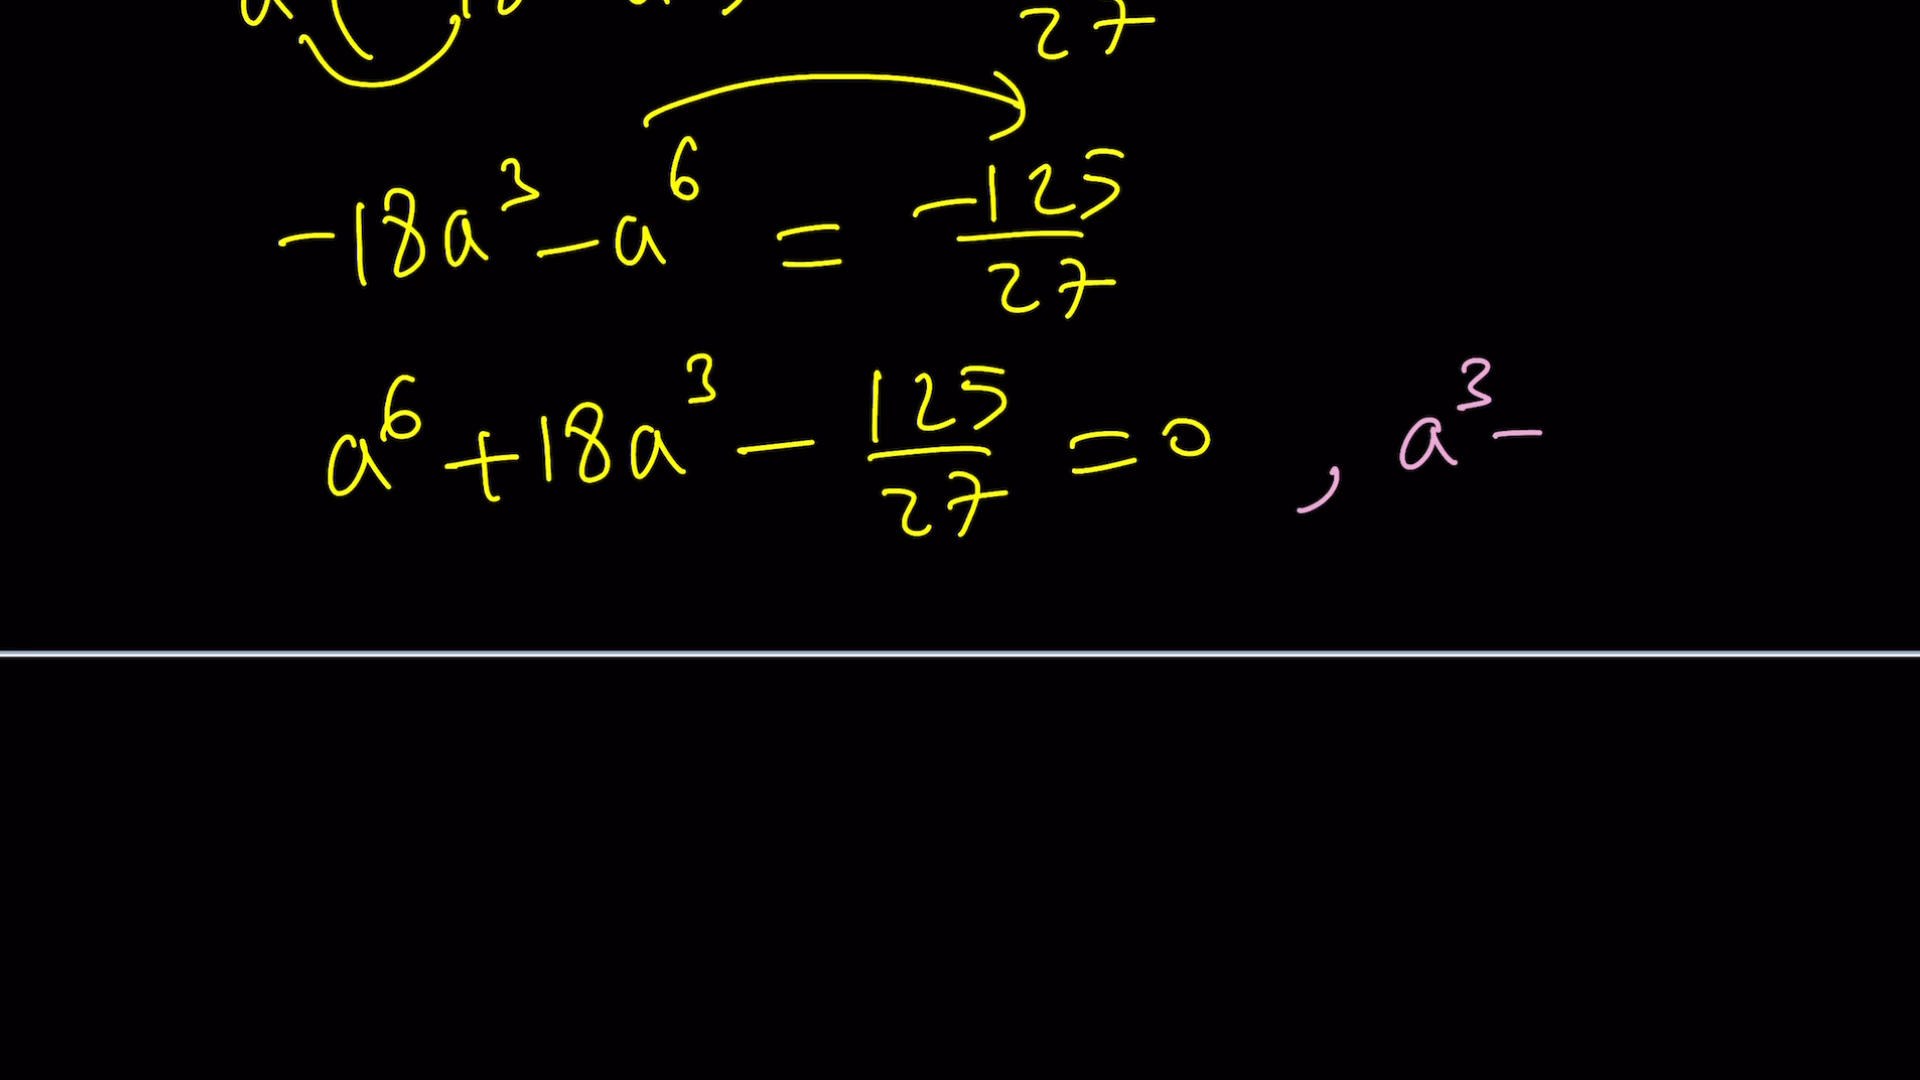 27
-18a³ - a⁶ = -125/27
a⁶ + 18a³ - 125/27 = 0 , a³ -